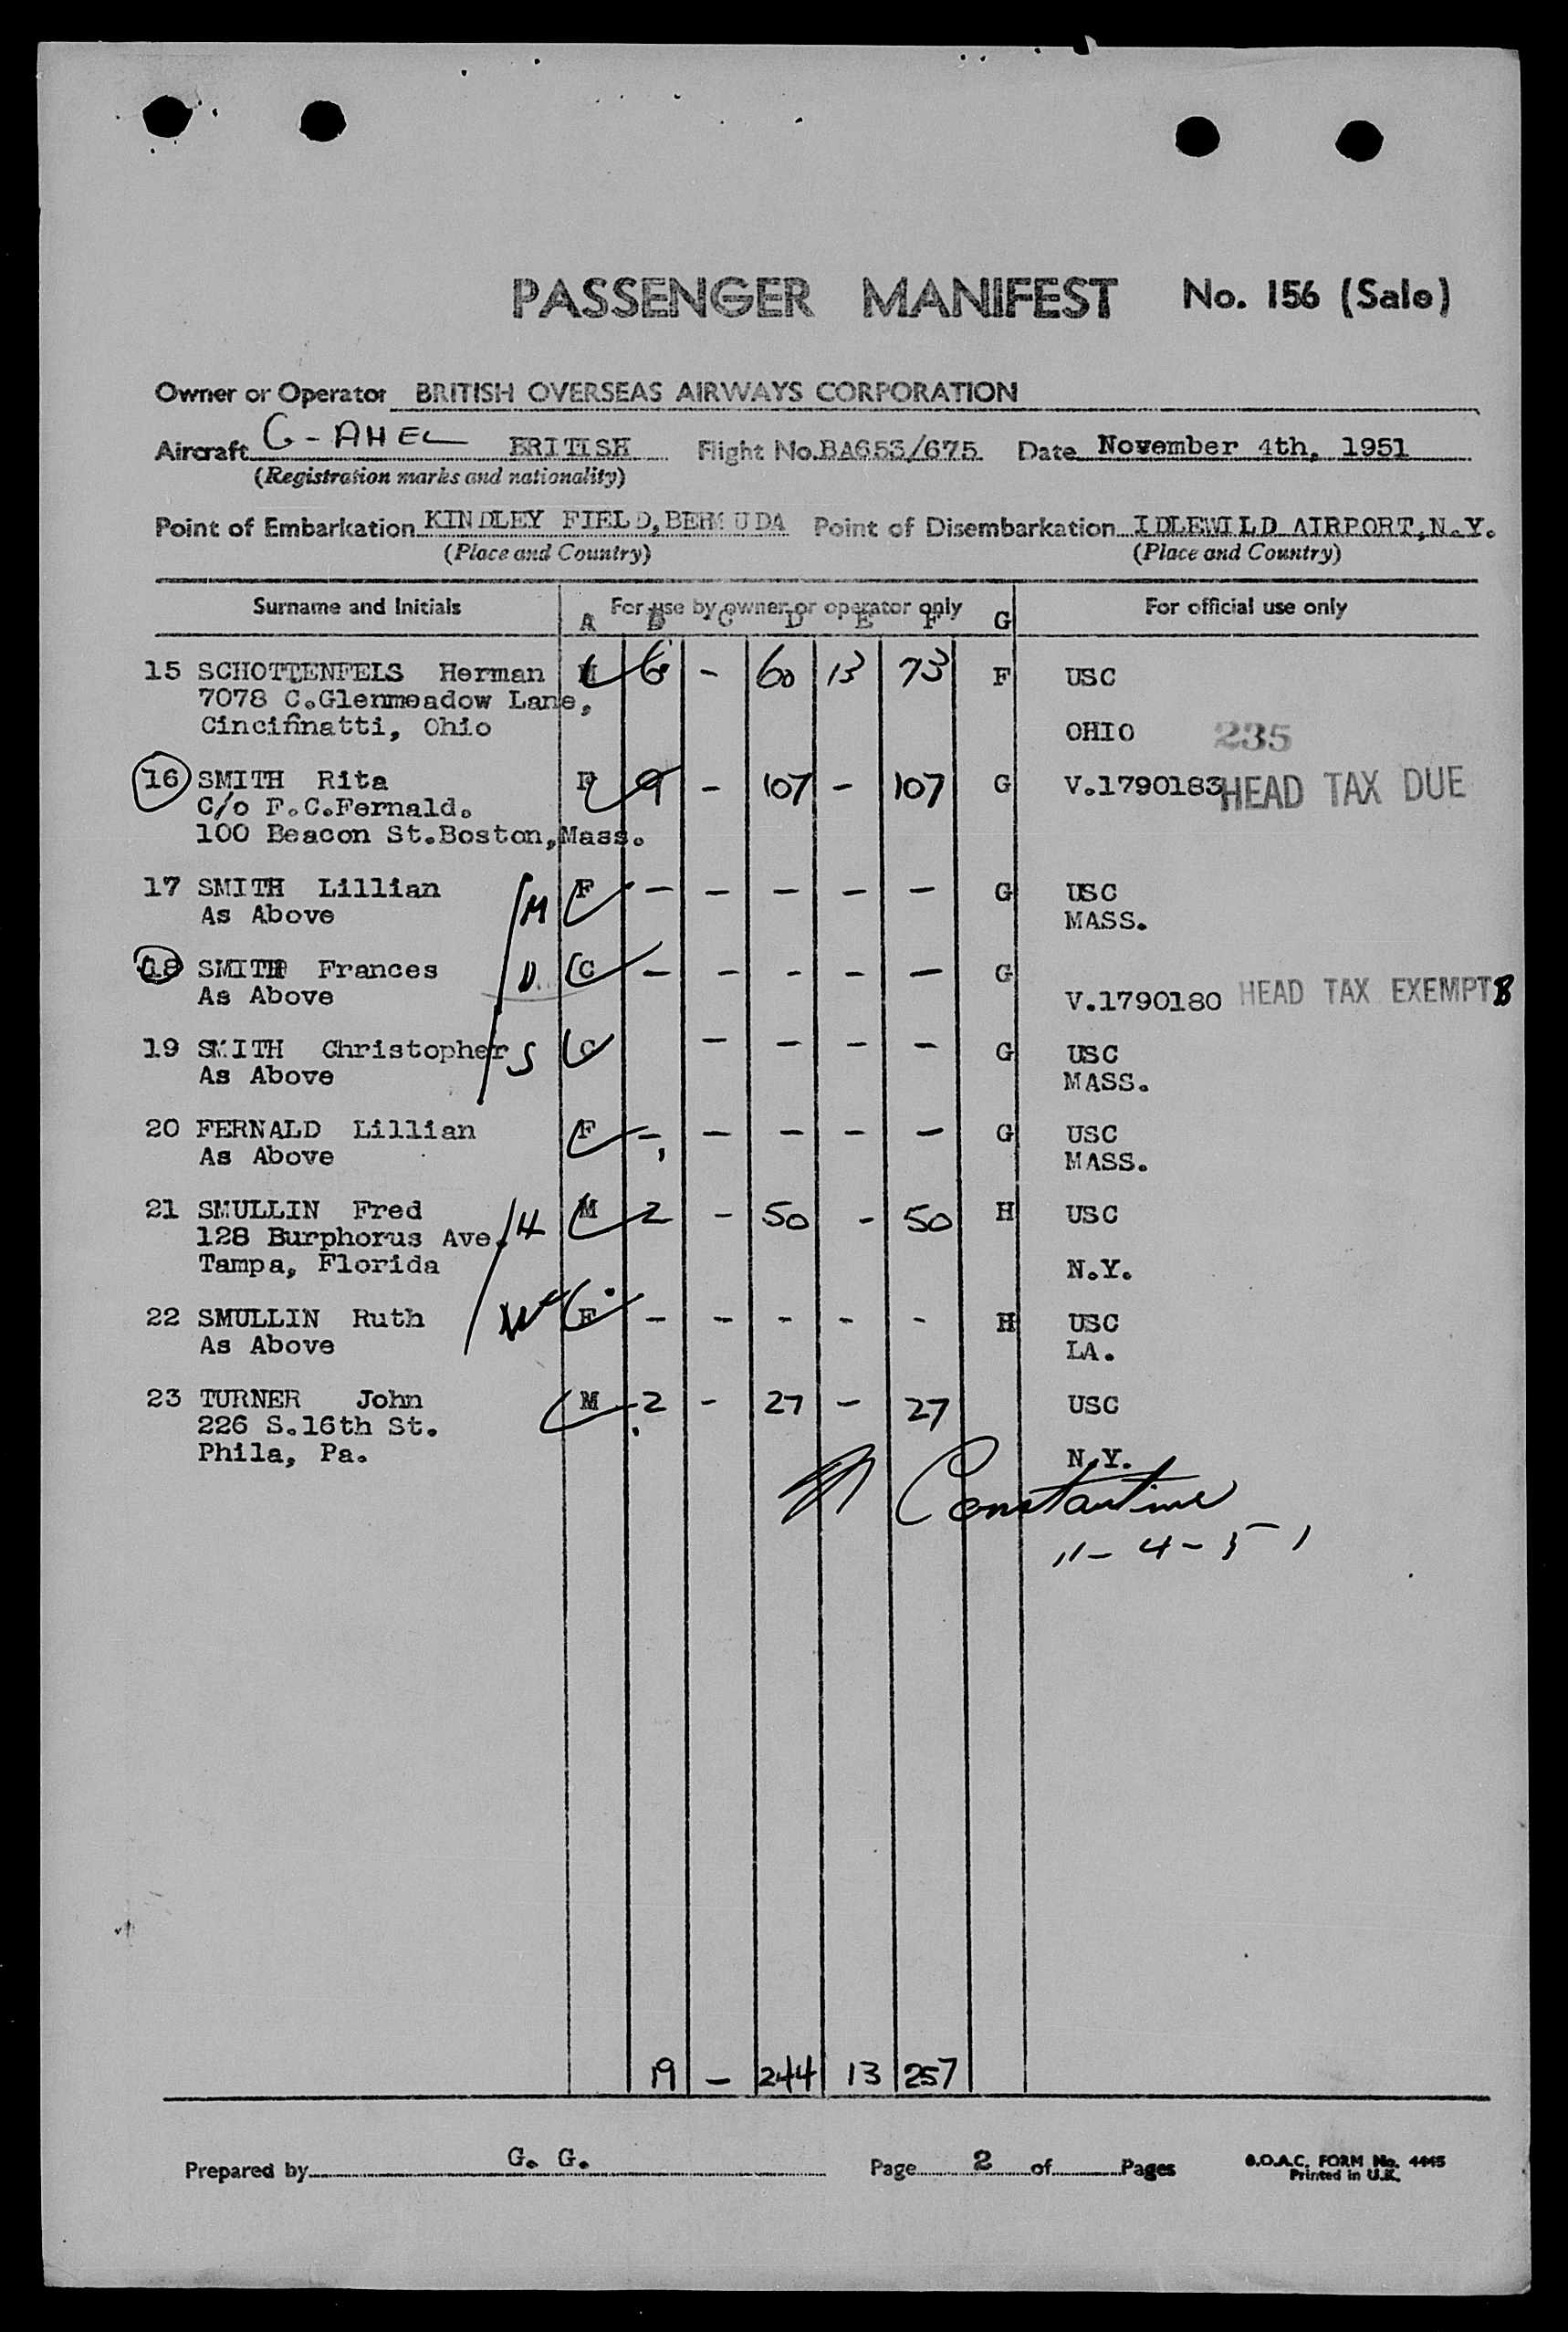 PASSENGER MANIFEST No. 156 (Sale)
Owner or Operator BRITISH OVERSEAS AIRWAYS CORPORATION
Aircraft G-AHEL BRITISH Flight No. BA653/675 Date November 4th, 1951
(Registration marks and nationality)
Point of Embarkation KINDLEY FIELD, BERMUDA Point of Disembarkation IDLEWILD AIRPORT, N.Y.
(Place and Country) (Place and Country)
Surname and Initials For use by owner or operator only For official use only
A B C D E F G
15 SCHOTTENFELS Herman M 6 - 60 13 73 F USC
7078 C.Glenmeadow Lane,
Cincinnatti, Ohio OHIO 235
16 SMITH Rita F 9 - 107 - 107 G V.1790183 HEAD TAX DUE
C/o F.C.Fernald.
100 Beacon St.Boston,Mass.
17 SMITH Lillian M F - - - - - G USC
As Above MASS.
18 SMITH Frances D C - - - - - G
As Above V.1790180 HEAD TAX EXEMPT B
19 SMITH Christopher S C - - - - G USC
As Above MASS.
20 FERNALD Lillian F - - - - - G USC
As Above MASS.
21 SMULLIN Fred H M 2 - 50 - 50 H USC
128 Burphorus Ave.
Tampa, Florida N.Y.
22 SMULLIN Ruth W F - - - - - H USC
As Above LA.
23 TURNER John M 2 - 27 - 27 USC
226 S.16th St.
Phila, Pa. N.Y.
Constantine
11-4-51
19 - 244 13 257
Prepared by G. G. Page 2 of Pages B.O.A.C. FORM No. 4445
Printed in U.K.